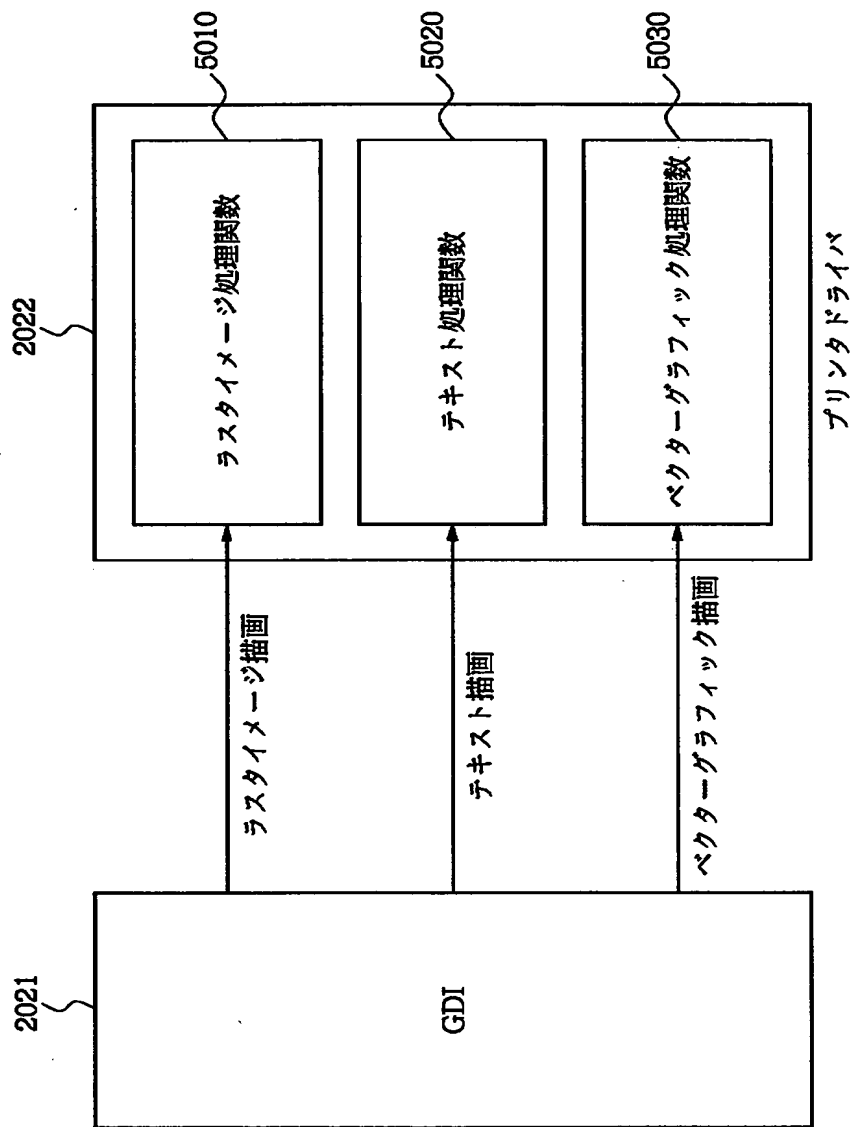 2021
GDI
ラスタイメージ描画
テキスト描画
ベクターグラフィック描画
2022
ラスタイメージ処理関数
5010
テキスト処理関数
5020
ベクターグラフィック処理関数
5030
プリンタドライバ